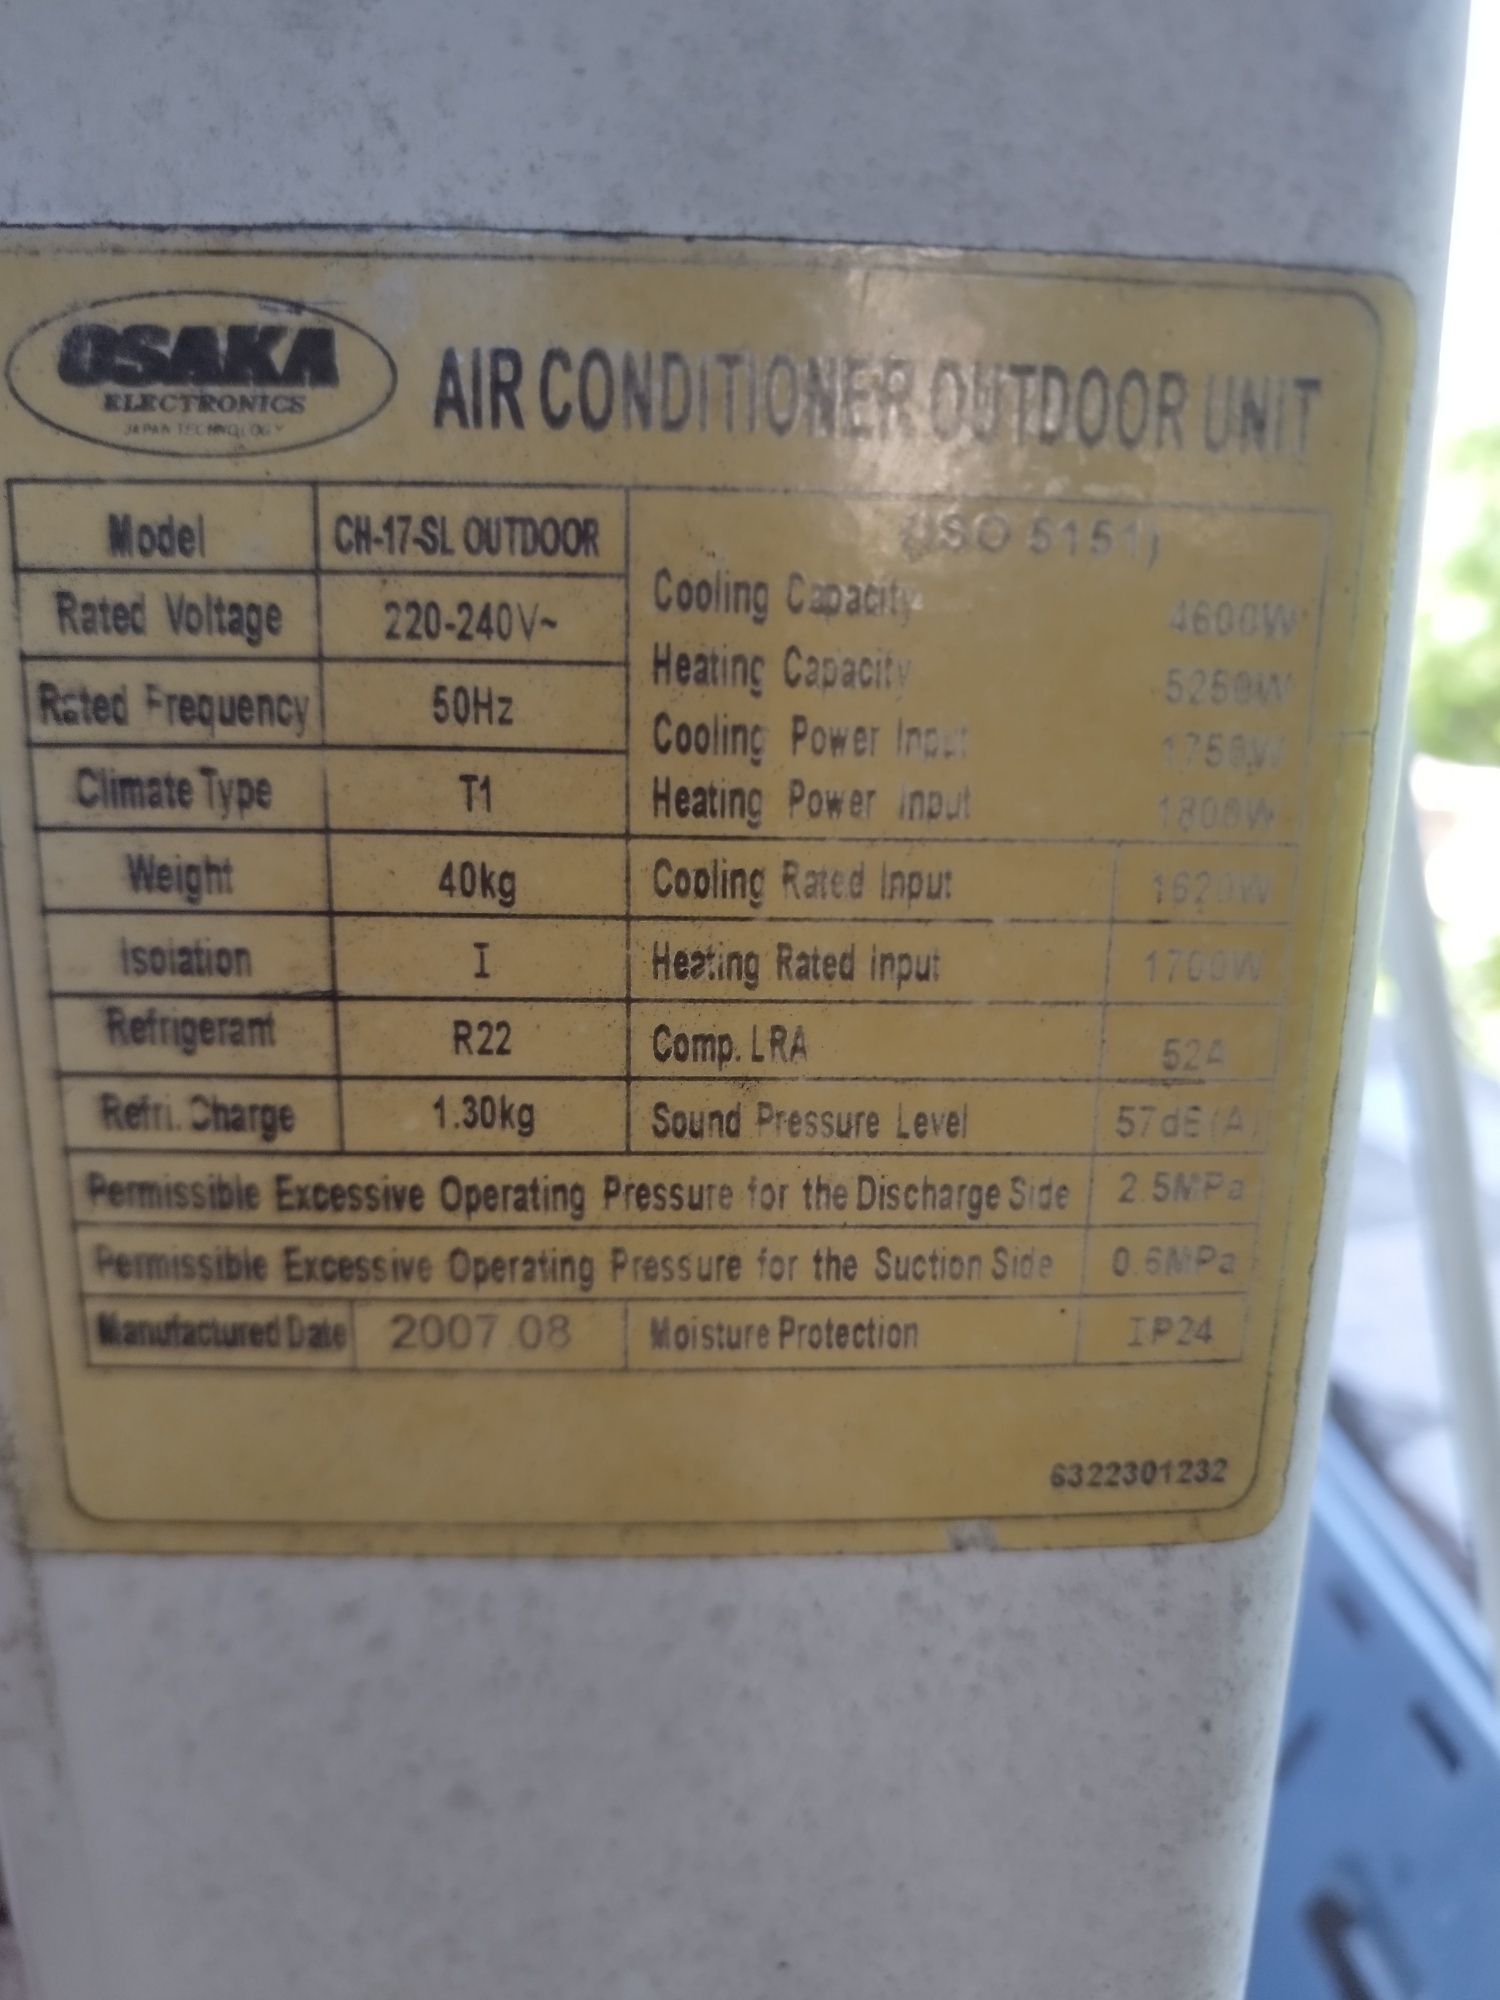 OSAKA
ELECTRONICS
JAPAN TECHNOLOGY
AIR CONDITIONER OUTDOOR UNIT
Model CH-17-SL OUTDOOR
Rated Voltage 220-240V~
Rated Frequency 50Hz
Climate Type T1
Weight 40kg
Isolation I
Refrigerant R22
Refri. Charge 1.30kg
(ISO 5151)
Cooling Capacity 4600W
Heating Capacity 5250W
Cooling Power Input 1750W
Heating Power Input 1800W
Cooling Rated Input 1620W
Heating Rated Input 1700W
Comp. LRA 52A
Sound Pressure Level 57dB(A)
Permissible Excessive Operating Pressure for the Discharge Side 2.5MPa
Permissible Excessive Operating Pressure for the Suction Side 0.6MPa
Manufactured Date 2007.08 Moisture Protection IP24
6322301232